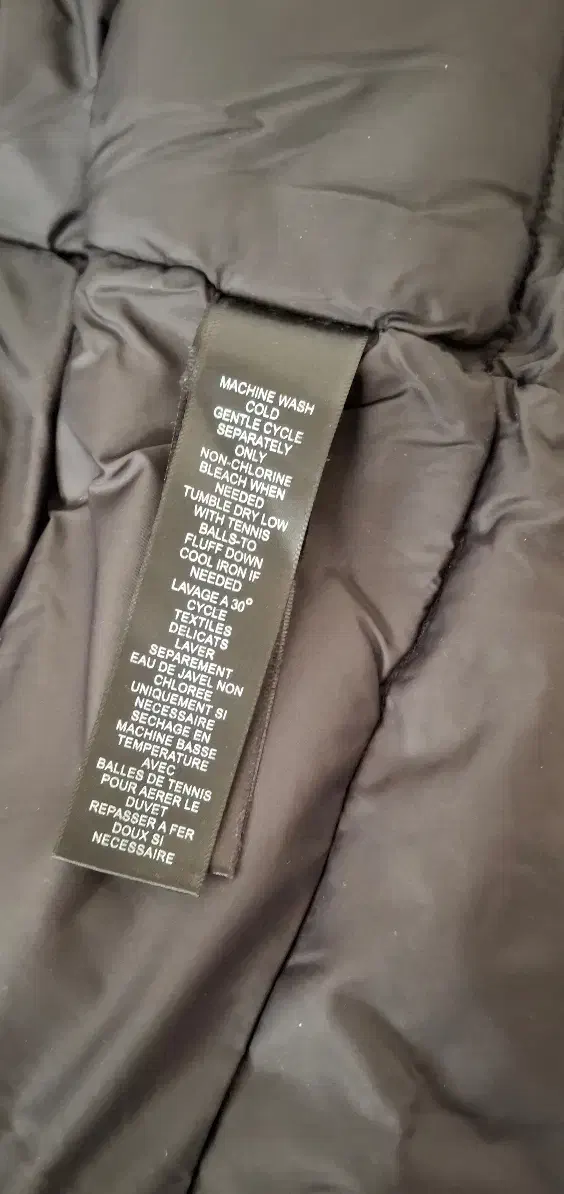 MACHINE WASH
COLD
GENTLE CYCLE
SEPARATELY
ONLY
NON-CHLORINE
BLEACH WHEN
NEEDED
TUMBLE DRY LOW
WITH TENNIS
BALLS-TO
FLUFF DOWN
COOL IRON IF
NEEDED
LAVAGE A 30°
CYCLE
TEXTILES
DELICATS
LAVER
SEPAREMENT
EAU DE JAVEL NON
CHLOREE
UNIQUEMENT SI
NECESSAIRE
SECHAGE EN
MACHINE BASSE
TEMPERATURE
AVEC
BALLES DE TENNIS
POUR AERER LE
DUVET
REPASSER A FER
DOUX SI
NECESSAIRE